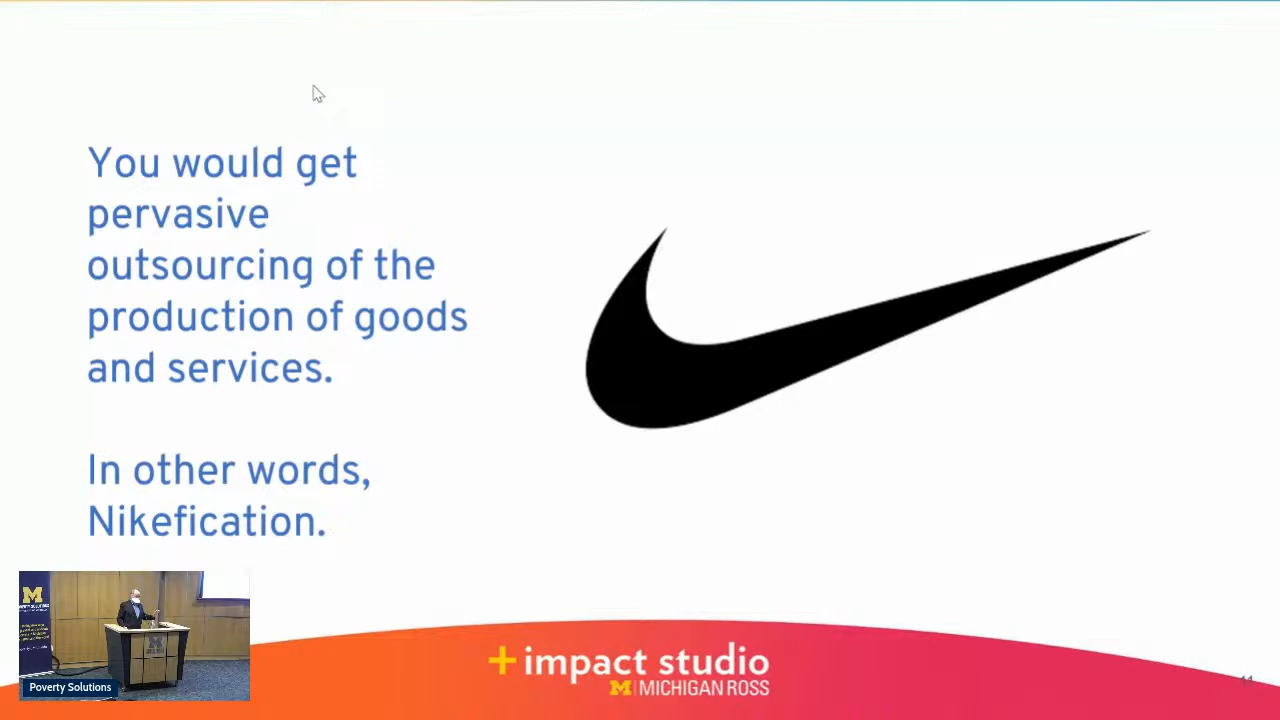 You would get
pervasive
outsourcing of the
production of goods
and services.
In other words,
Nikefication.
M
Poverty Solutions
+impact studio
M | MICHIGAN ROSS